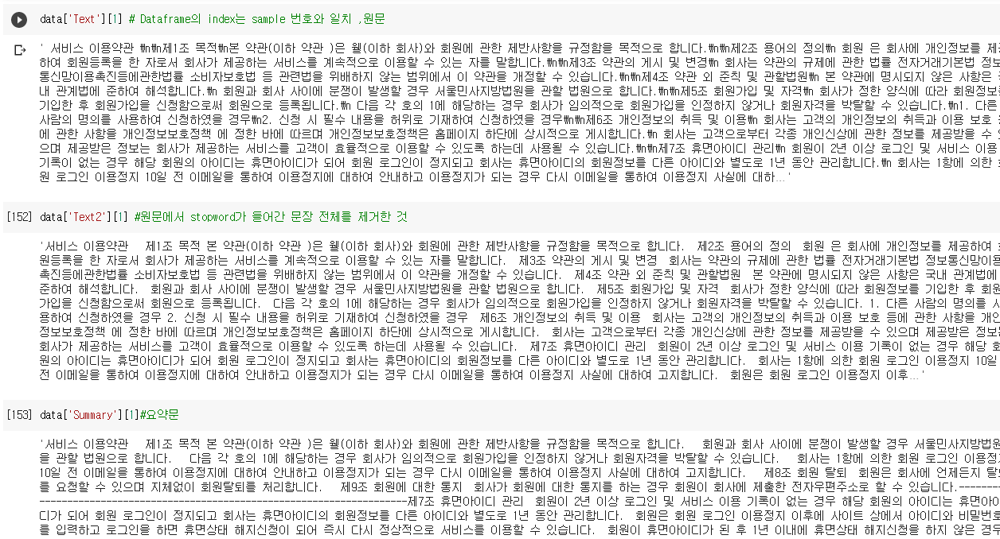 data['Text'][1] # Dataframe의 index는 sample 번호와 일치 ,원문
' 서비스 이용약관 ₩n₩n제1조 목적₩n본 약관(이하 약관 )은 웰(이하 회사)와 회원에 관한 제반사항을 규정함을 목적으로 합니다.₩n₩n제2조 용어의 정의₩n 회원 은 회사에 개인정보를 제공
하여 회원등록을 한 자로서 회사가 제공하는 서비스를 계속적으로 이용할 수 있는 자를 말합니다.₩n₩n제3조 약관의 게시 및 변경₩n 회사는 약관의 규제에 관한 법률 전자거래기본법 정보
통신망이용촉진등에관한법률 소비자보호법 등 관련법을 위배하지 않는 범위에서 이 약관을 개정할 수 있습니다.₩n₩n제4조 약관 외 준칙 및 관할법원₩n 본 약관에 명시되지 않은 사항은
내 관계법에 준하여 해석합니다.₩n 회원과 회사 사이에 분쟁이 발생할 경우 서울민사지방법원을 관할 법원으로 합니다.₩n₩n제5조 회원가입 및 자격₩n 회사가 정한 양식에 따라 회원정보를
기입한 후 회원가입을 신청함으로써 회원으로 등록됩니다.₩n 다음 각 호의 1에 해당하는 경우 회사가 임의적으로 회원가입을 인정하지 않거나 회원자격을 박탈할 수 있습니다.₩n1. 다른
사람의 명의를 사용하여 신청하였을 경우₩n2. 신청 시 필수 내용을 허위로 기재하여 신청하였을 경우₩n₩n제6조 개인정보의 취득 및 이용₩n 회사는 고객의 개인정보의 취득과 이용 보호
에 관한 사항을 개인정보보호정책 에 정한 바에 따르며 개인정보보호정책은 홈페이지 하단에 상시적으로 게시합니다.₩n 회사는 고객으로부터 각종 개인신상에 관한 정보를 제공받을 수
으며 제공받은 정보는 회사가 제공하는 서비스를 고객이 효율적으로 이용할 수 있도록 하는데 사용될 수 있습니다.₩n₩n제7조 휴면아이디 관리₩n 회원이 2년 이상 로그인 및 서비스 이용
기록이 없는 경우 해당 회원의 아이디는 휴면아이디가 되어 회원 로그인이 정지되고 회사는 휴면아이디의 회원정보를 다른 아이디와 별도로 1년 동안 관리합니다.₩n 회사는 1항에 의한
원 로그인 이용정지 10일 전 이메일을 통하여 이용정지에 대하여 안내하고 이용정지가 되는 경우 다시 이메일을 통하여 이용정지 사실에 대하...'
[152] data['Text2'][1] #원문에서 stopword가 들어간 문장 전체를 제거한 것
'서비스 이용약관 제1조 목적 본 약관(이하 약관 )은 웰(이하 회사)와 회원에 관한 제반사항을 규정함을 목적으로 합니다. 제2조 용어의 정의 회원 은 회사에 개인정보를 제공하여
원등록을 한 자로서 회사가 제공하는 서비스를 계속적으로 이용할 수 있는 자를 말합니다. 제3조 약관의 게시 및 변경 회사는 약관의 규제에 관한 법률 전자거래기본법 정보통신망이용
촉진등에관한법률 소비자보호법 등 관련법을 위배하지 않는 범위에서 이 약관을 개정할 수 있습니다. 제4조 약관 외 준칙 및 관할법원 본 약관에 명시되지 않은 사항은 국내 관계법에
준하여 해석합니다. 회원과 회사 사이에 분쟁이 발생할 경우 서울민사지방법원을 관할 법원으로 합니다. 제5조 회원가입 및 자격 회사가 정한 양식에 따라 회원정보를 기입한 후 회원
가입을 신청함으로써 회원으로 등록됩니다. 다음 각 호의 1에 해당하는 경우 회사가 임의적으로 회원가입을 인정하지 않거나 회원자격을 박탈할 수 있습니다. 1. 다른 사람의 명의를 사
용하여 신청하였을 경우 2. 신청 시 필수 내용을 허위로 기재하여 신청하였을 경우 제6조 개인정보의 취득 및 이용 회사는 고객의 개인정보의 취득과 이용 보호 등에 관한 사항을 개인
정보보호정책 에 정한 바에 따르며 개인정보보호정책은 홈페이지 하단에 상시적으로 게시합니다. 회사는 고객으로부터 각종 개인신상에 관한 정보를 제공받을 수 있으며 제공받은 정보는
회사가 제공하는 서비스를 고객이 효율적으로 이용할 수 있도록 하는데 사용될 수 있습니다. 제7조 휴면아이디 관리 회원이 2년 이상 로그인 및 서비스 이용 기록이 없는 경우 해당 회
원의 아이디는 휴면아이디가 되어 회원 로그인이 정지되고 회사는 휴면아이디의 회원정보를 다른 아이디와 별도로 1년 동안 관리합니다. 회사는 1항에 의한 회원 로그인 이용정지 10일
전 이메일을 통하여 이용정지에 대하여 안내하고 이용정지가 되는 경우 다시 이메일을 통하여 이용정지 사실에 대하여 고지합니다. 회원은 회원 로그인 이용정지 이후...'
[153] data['Summary'][1]#요약문
'서비스 이용약관 제1조 목적 본 약관(이하 약관 )은 웰(이하 회사)와 회원에 관한 제반사항을 규정함을 목적으로 합니다. 회원과 회사 사이에 분쟁이 발생할 경우 서울민사지방법원
을 관할 법원으로 합니다. 다음 각 호의 1에 해당하는 경우 회사가 임의적으로 회원가입을 인정하지 않거나 회원자격을 박탈할 수 있습니다. 회사는 1항에 의한 회원 로그인 이용정지
10일 전 이메일을 통하여 이용정지에 대하여 안내하고 이용정지가 되는 경우 다시 이메일을 통하여 이용정지 사실에 대하여 고지합니다. 제8조 회원 탈퇴 회원은 회사에 언제든지 탈퇴
를 요청할 수 있으며 지체없이 회원탈퇴를 처리합니다. 제9조 회원에 대한 통지 회사가 회원에 대한 통지를 하는 경우 회원이 회사에 제출한 전자우편주소로 할 수 있습니다.--------
------------------------------------------------------------------제7조 휴면아이디 관리 회원이 2년 이상 로그인 및 서비스 이용 기록이 없는 경우 해당 회원의 아이디는 휴면아이
디가 되어 회원 로그인이 정지되고 회사는 휴면아이디의 회원정보를 다른 아이디와 별도로 1년 동안 관리합니다. 회원은 회원 로그인 이용정지 이후에 사이트 상에서 아이디와 비밀번호
를 입력하고 로그인을 하면 휴면상태 해지신청이 되어 즉시 다시 정상적으로 서비스를 이용할 수 있습니다. 회원이 휴면아이디가 된 후 1년 이내에 휴면상태 해지신청을 하지 않은 경우